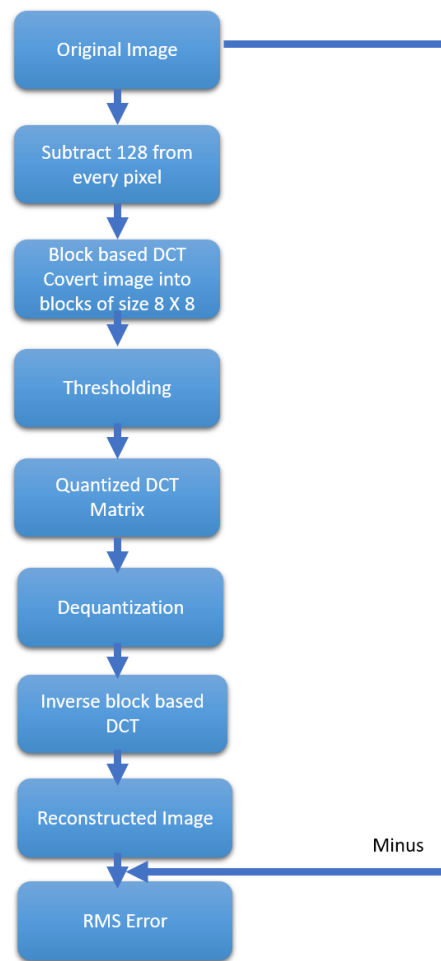 Original Image
Subtract 128 from
every pixel
Block based DCT
Covert image into
blocks of size 8 X 8
Thresholding
Quantized DCT
Matrix
Dequantization
Inverse block based
DCT
Reconstructed Image
Minus
RMS Error